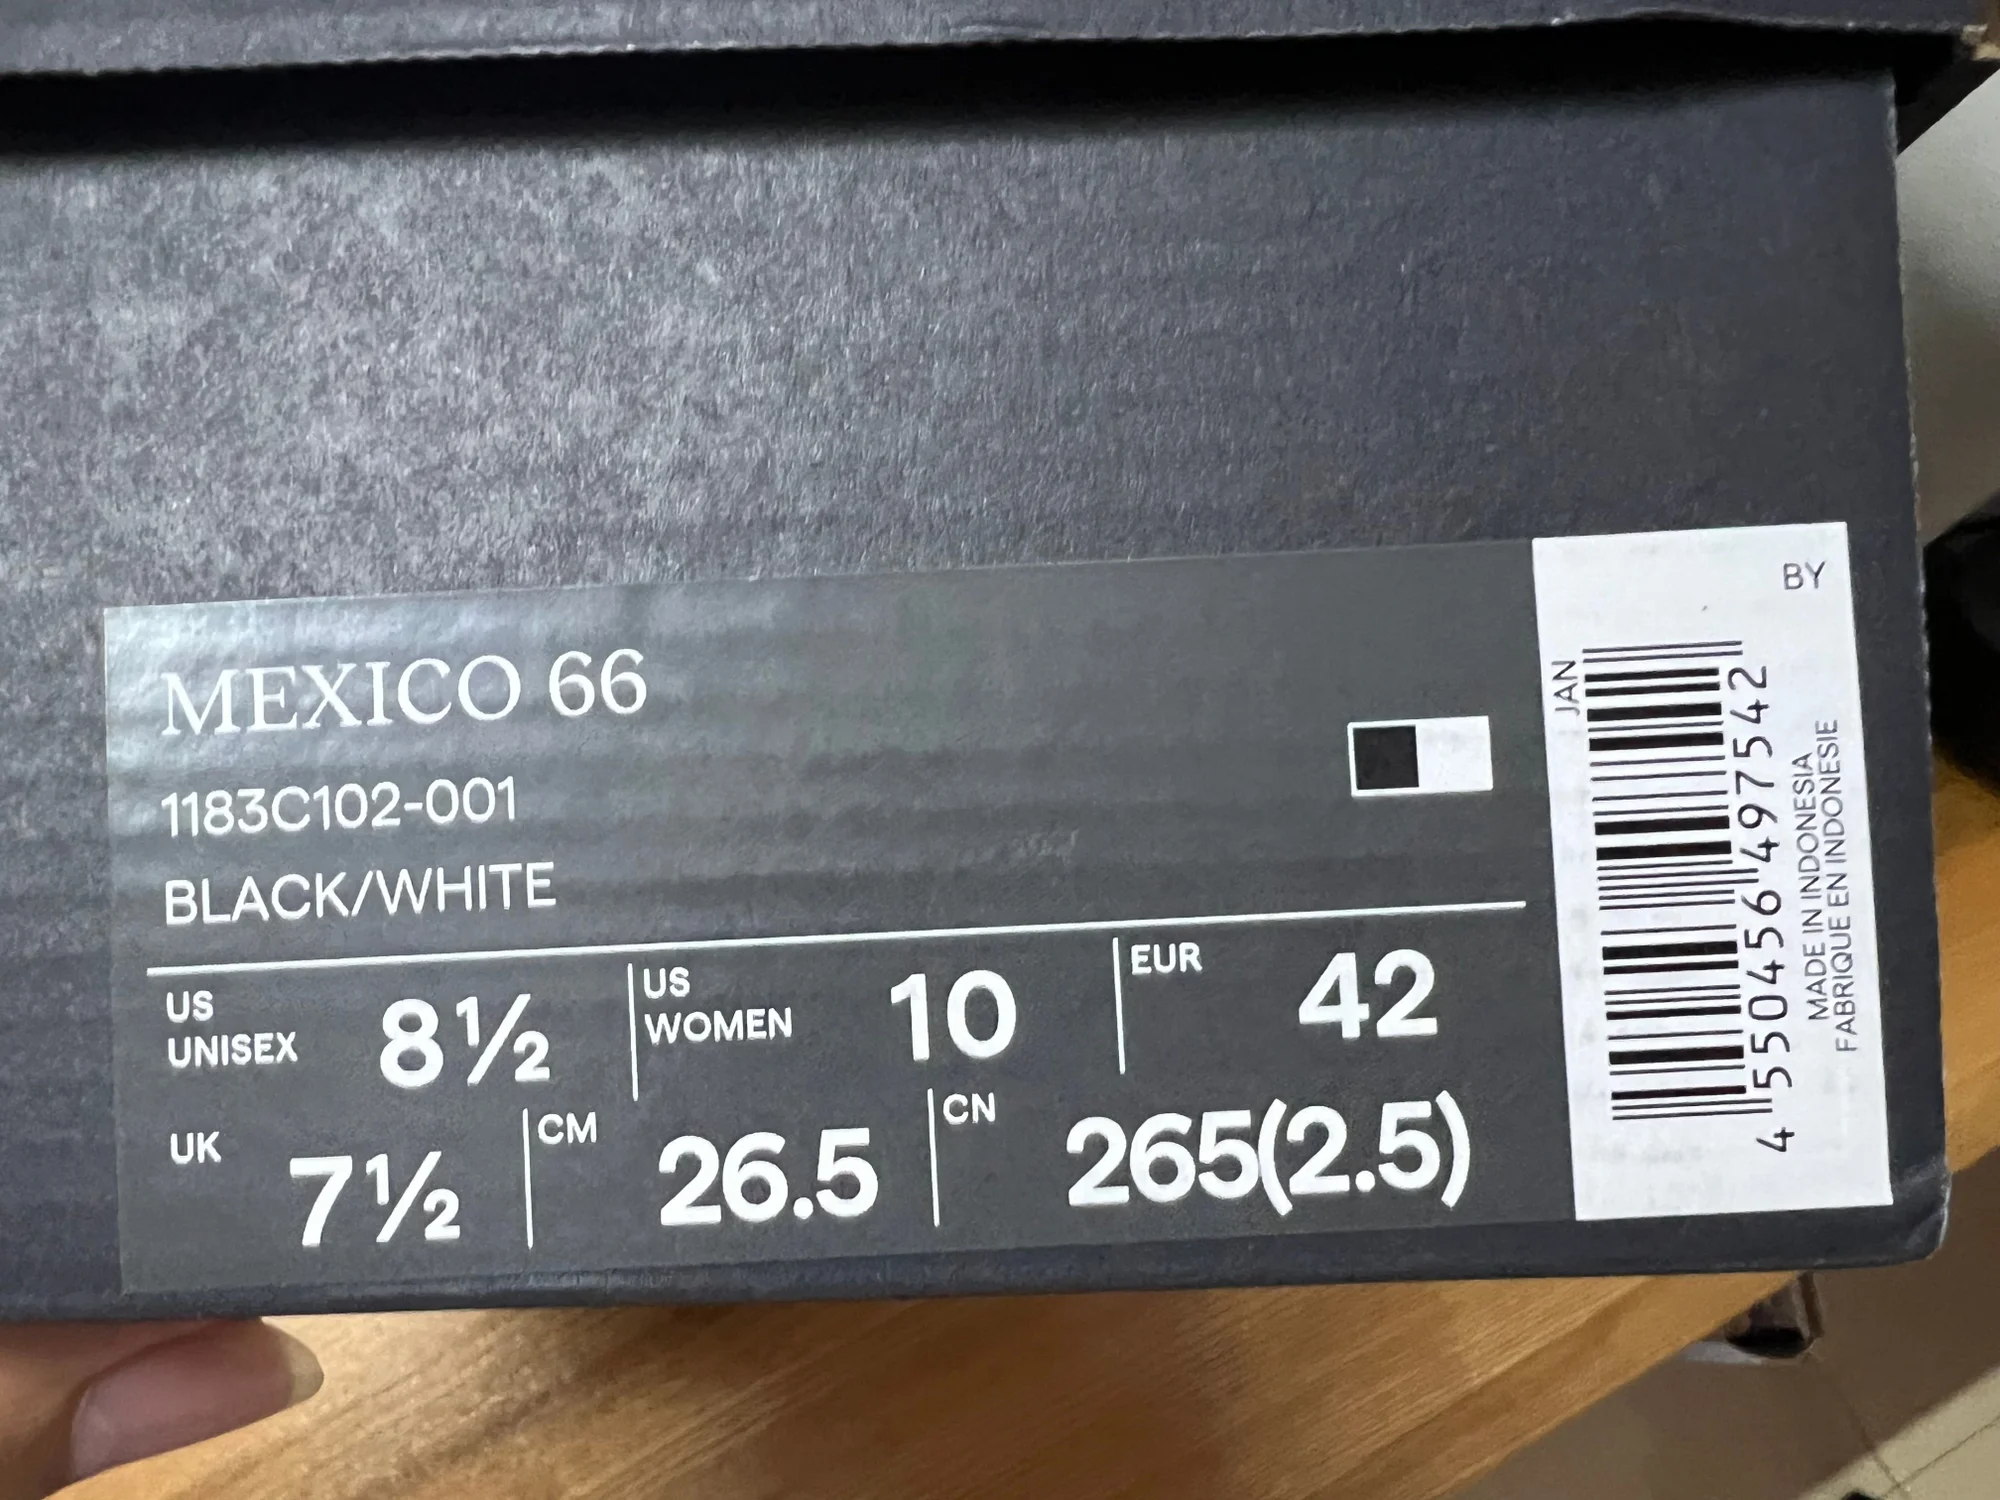 MEXICO 66
1183C102-001
BLACK/WHITE
US UNISEX 8½
US WOMEN 10
EUR 42
UK 7½
CM 26.5
CN 265(2.5)
BY
JAN
4 550456 497542
MADE IN INDONESIA
FABRIQUE EN INDONESIE